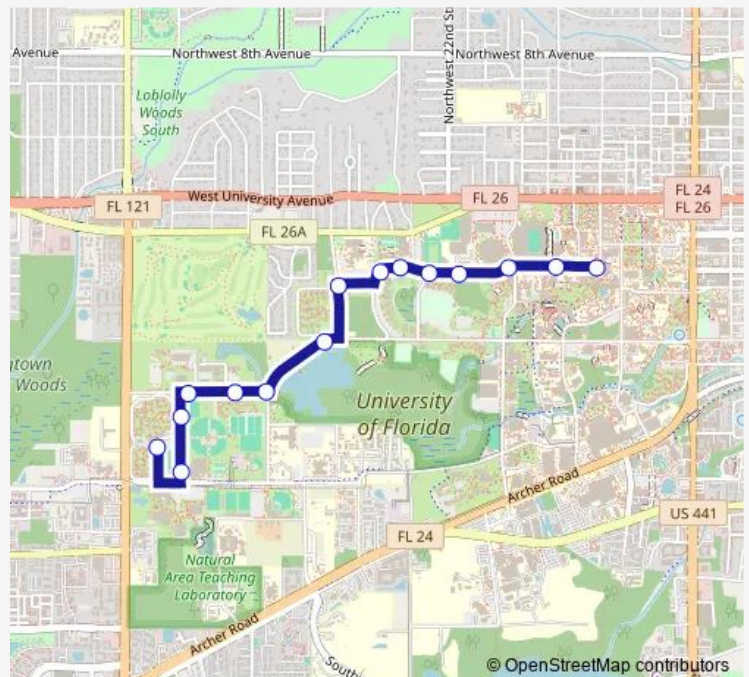 Avenue
Northwest 8th Avenue
Northwest 22nd St
Northwest 8th Avenue
Loblolly
Woods
South
West University Avenue
FL 121
FL 26
FL 24
FL 26
FL 26A
Woods
University
of Florida
Archer Road
US 441
FL 24
Natural
Area Teaching
Laboratory
Archer Road
South
© OpenStreetMap contributors